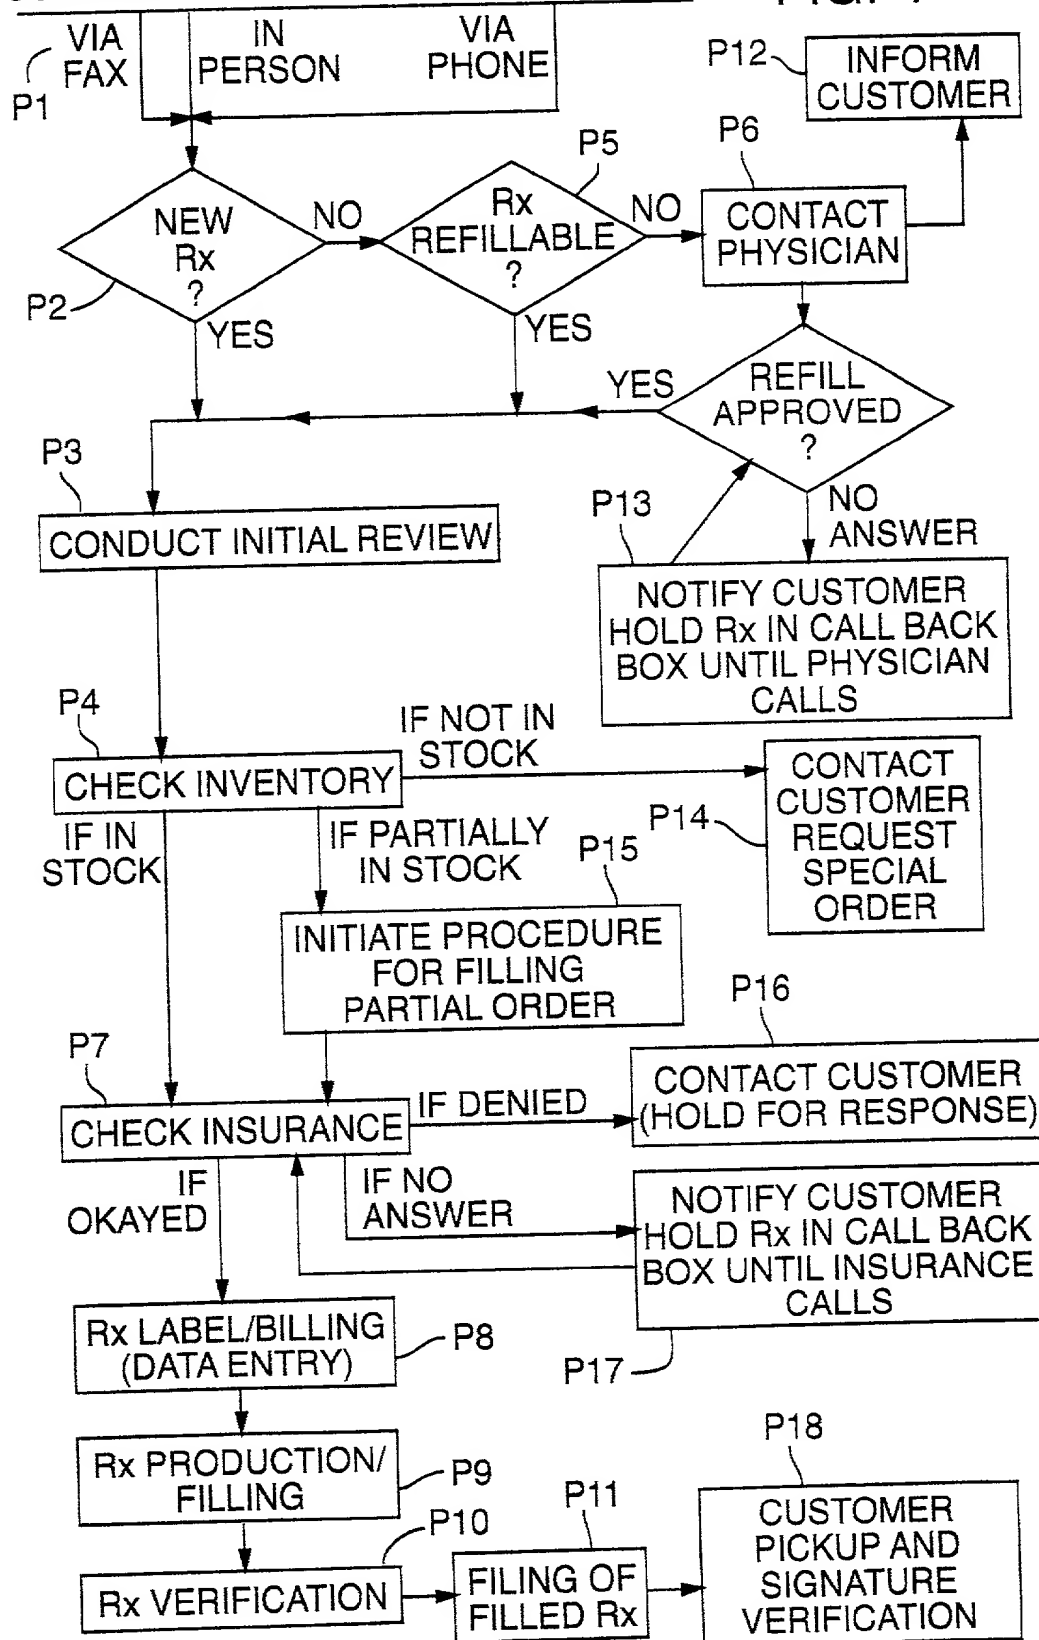 VIA
FAX
IN
PERSON
VIA
PHONE
P1
P12
INFORM
CUSTOMER
P5
P6
NEW
Rx
?
NO
Rx
REFILLABLE
?
NO
CONTACT
PHYSICIAN
P2
YES
YES
YES
REFILL
APPROVED
?
P3
CONDUCT INITIAL REVIEW
P13
NO
ANSWER
NOTIFY CUSTOMER
HOLD Rx IN CALL BACK
BOX UNTIL PHYSICIAN
CALLS
P4
CHECK INVENTORY
IF NOT IN
STOCK
CONTACT
CUSTOMER
REQUEST
SPECIAL
ORDER
P14
IF IN
STOCK
IF PARTIALLY
IN STOCK
P15
INITIATE PROCEDURE
FOR FILLING
PARTIAL ORDER
P16
P7
CHECK INSURANCE
IF DENIED
CONTACT CUSTOMER
(HOLD FOR RESPONSE)
IF
OKAYED
IF NO
ANSWER
NOTIFY CUSTOMER
HOLD Rx IN CALL BACK
BOX UNTIL INSURANCE
CALLS
P17
Rx LABEL/BILLING
(DATA ENTRY)
P8
Rx PRODUCTION/
FILLING
P9
P10
Rx VERIFICATION
P11
FILING OF
FILLED Rx
P18
CUSTOMER
PICKUP AND
SIGNATURE
VERIFICATION